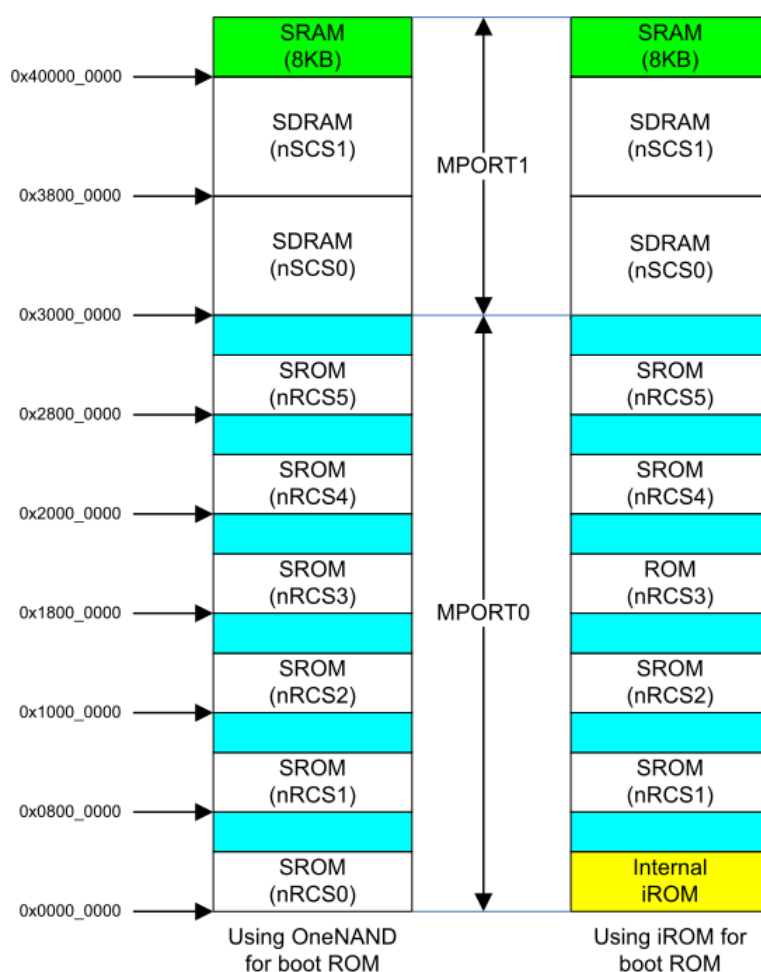 SRAM
(8KB)
SRAM
(8KB)
0x40000_0000
SDRAM
(nSCS1)
MPORT1
SDRAM
(nSCS1)
0x3800_0000
SDRAM
(nSCS0)
SDRAM
(nSCS0)
0x3000_0000
SROM
(nRCS5)
SROM
(nRCS5)
0x2800_0000
SROM
(nRCS4)
SROM
(nRCS4)
0x2000_0000
SROM
(nRCS3)
ROM
(nRCS3)
0x1800_0000
MPORT0
SROM
(nRCS2)
SROM
(nRCS2)
0x1000_0000
SROM
(nRCS1)
SROM
(nRCS1)
0x0800_0000
SROM
(nRCS0)
Internal
iROM
0x0000_0000
Using OneNAND
for boot ROM
Using iROM for
boot ROM